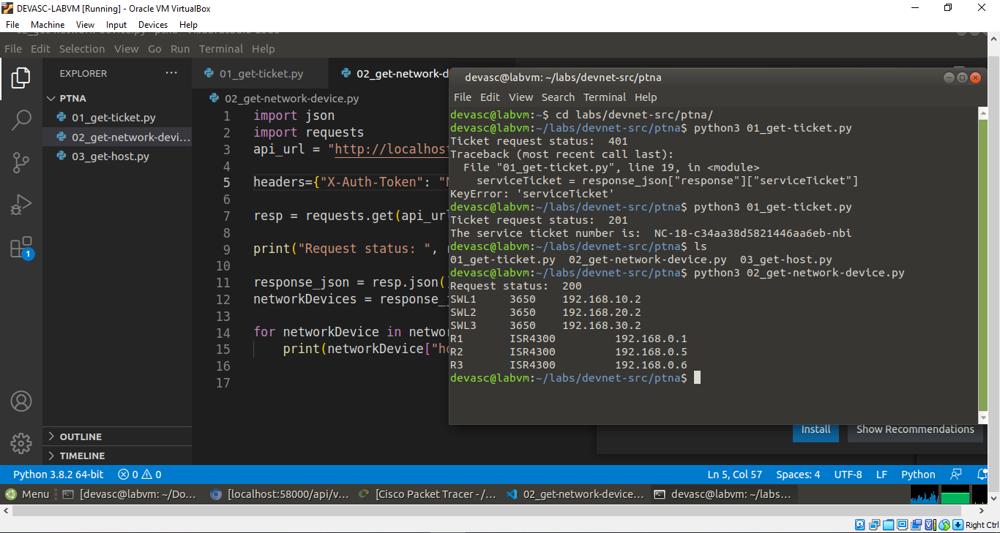 DEVASC-LABVM [Running] - Oracle VM VirtualBox
File Machine View Input Devices Help
File Edit Selection View Go Run Terminal Help
EXPLORER ···
PTNA
01_get-ticket.py
02_get-network-devi...
03_get-host.py
OUTLINE
TIMELINE
1
01_get-ticket.py 02_get-network-d
02_get-network-device.py
1 import json
2 import requests
3 api_url = "http://localhost
4
5 headers={"X-Auth-Token": "N
6
7 resp = requests.get(api_url
8
9 print("Request status: ", r
10
11 response_json = resp.json()
12 networkDevices = response_j
13
14 for networkDevice in networ
15 print(networkDevice["ho
16
17
devasc@labvm: ~/labs/devnet-src/ptna
File Edit View Search Terminal Help
devasc@labvm:~$ cd labs/devnet-src/ptna/
devasc@labvm:~/labs/devnet-src/ptna$ python3 01_get-ticket.py
Ticket request status:  401
Traceback (most recent call last):
  File "01_get-ticket.py", line 19, in <module>
    serviceTicket = response_json["response"]["serviceTicket"]
KeyError: 'serviceTicket'
devasc@labvm:~/labs/devnet-src/ptna$ python3 01_get-ticket.py
Ticket request status:  201
The service ticket number is:  NC-18-c34aa38d5821446aa6eb-nbi
devasc@labvm:~/labs/devnet-src/ptna$ ls
01_get-ticket.py  02_get-network-device.py  03_get-host.py
devasc@labvm:~/labs/devnet-src/ptna$ python3 02_get-network-device.py
Request status:  200
SWL1 3650 192.168.10.2
SWL2 3650 192.168.20.2
SWL3 3650 192.168.30.2
R1 ISR4300 192.168.0.1
R2 ISR4300 192.168.0.5
R3 ISR4300 192.168.0.6
devasc@labvm:~/labs/devnet-src/ptna$
Install Show Recommendations
Python 3.8.2 64-bit 0 0 Ln 5, Col 57 Spaces: 4 UTF-8 LF Python
Menu [devasc@labvm: ~/Do... [localhost:58000/api/v... [Cisco Packet Tracer - /... 02_get-network-device... devasc@labvm: ~/labs...
Right Ctrl